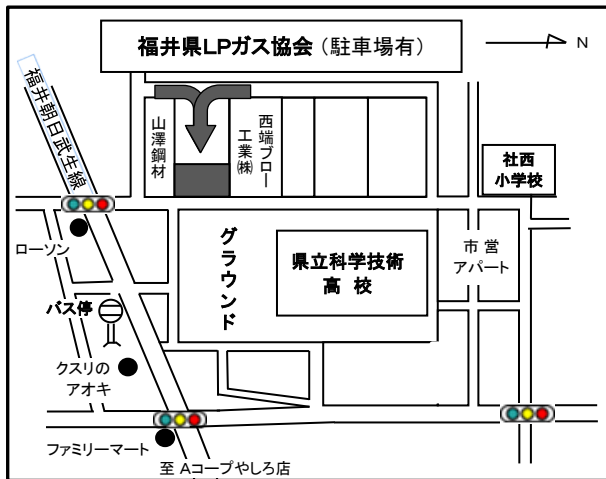 福井県LPガス協会（駐車場有）
N
福井朝日武生線
山澤鋼材
西端ブロー
工業㈱
社西
小学校
ローソン
グラウンド
県立科学技術
高 校
市 営
アパート
バス停
クスリの
アオキ
ファミリーマート
至 Aコープやしろ店